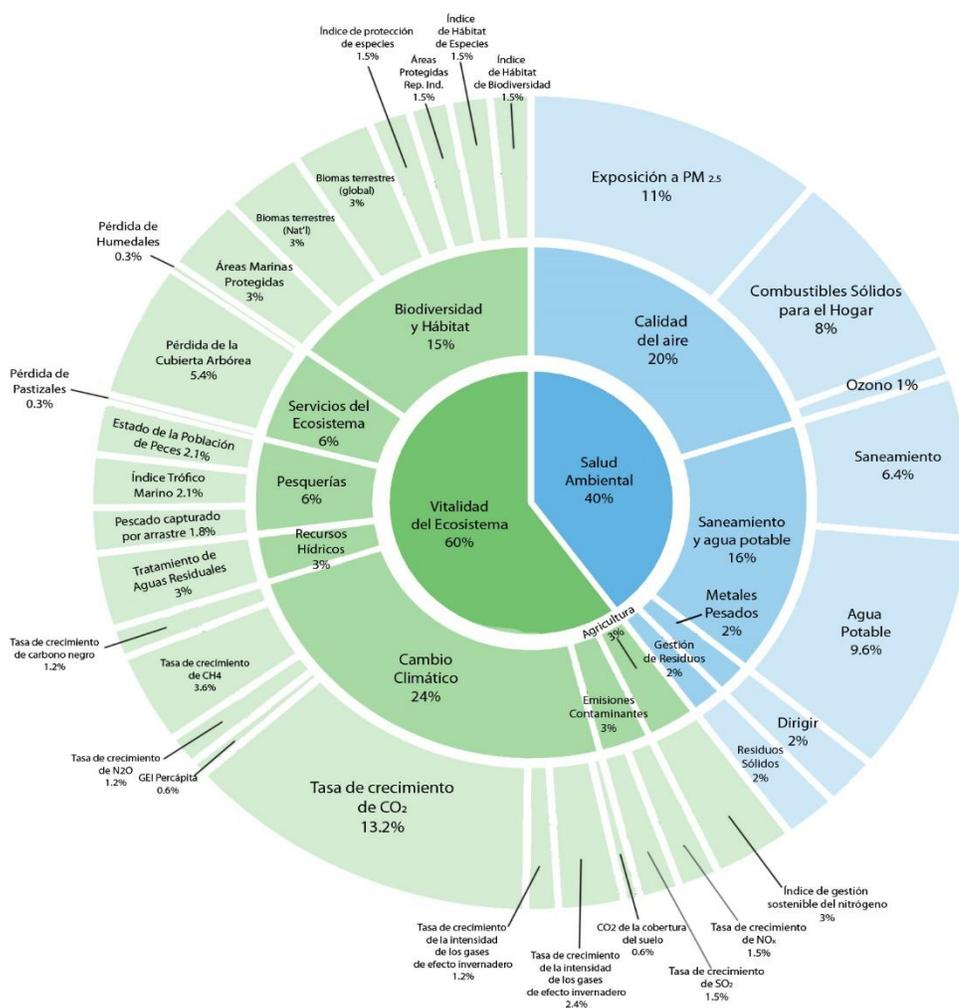 Índice de protección
de especies
1.5%
Áreas
Protegidas
Rep. Ind.
1.5%
Índice
de Hábitat
de Especies
1.5%
Índice
de Hábitat
de Biodiversidad
1.5%
Exposición a PM 2.5
11%
Combustibles Sólidos
para el Hogar
8%
Ozono 1%
Saneamiento
6.4%
Agua
Potable
9.6%
Dirigir
2%
Residuos
Sólidos
2%
Índice de gestión
sostenible del nitrógeno
3%
Tasa de crecimiento
de NOx
1.5%
Tasa de crecimiento
de SO2
1.5%
CO2 de la cobertura
del suelo
0.6%
Tasa de crecimiento
de la intensidad
de los gases
de efecto invernadero
2.4%
Tasa de crecimiento
de la intensidad
de los gases
de efecto invernadero
1.2%
Tasa de crecimiento
de CO2
13.2%
GEI Percápita
0.6%
Tasa de crecimiento
de N2O
1.2%
Tasa de crecimiento
de CH4
3.6%
Tasa de crecimiento
de carbono negro
1.2%
Tratamiento de
Aguas Residuales
3%
Pescado capturado
por arrastre 1.8%
Índice Trófico
Marino 2.1%
Estado de la Población
de Peces 2.1%
Pérdida de
Pastizales
0.3%
Pérdida de la
Cubierta Arbórea
5.4%
Pérdida de
Humedales
0.3%
Áreas Marinas
Protegidas
3%
Biomas terrestres
(Nat'l)
3%
Biomas terrestres
(global)
3%
Biodiversidad
y Hábitat
15%
Calidad
del aire
20%
Servicios del
Ecosistema
6%
Pesquerías
6%
Recursos
Hídricos
3%
Cambio
Climático
24%
Emisiones
Contaminantes
3%
Agricultura
3%
Gestión
de Residuos
2%
Metales
Pesados
2%
Saneamiento
y agua potable
16%
Salud
Ambiental
40%
Vitalidad
del Ecosistema
60%